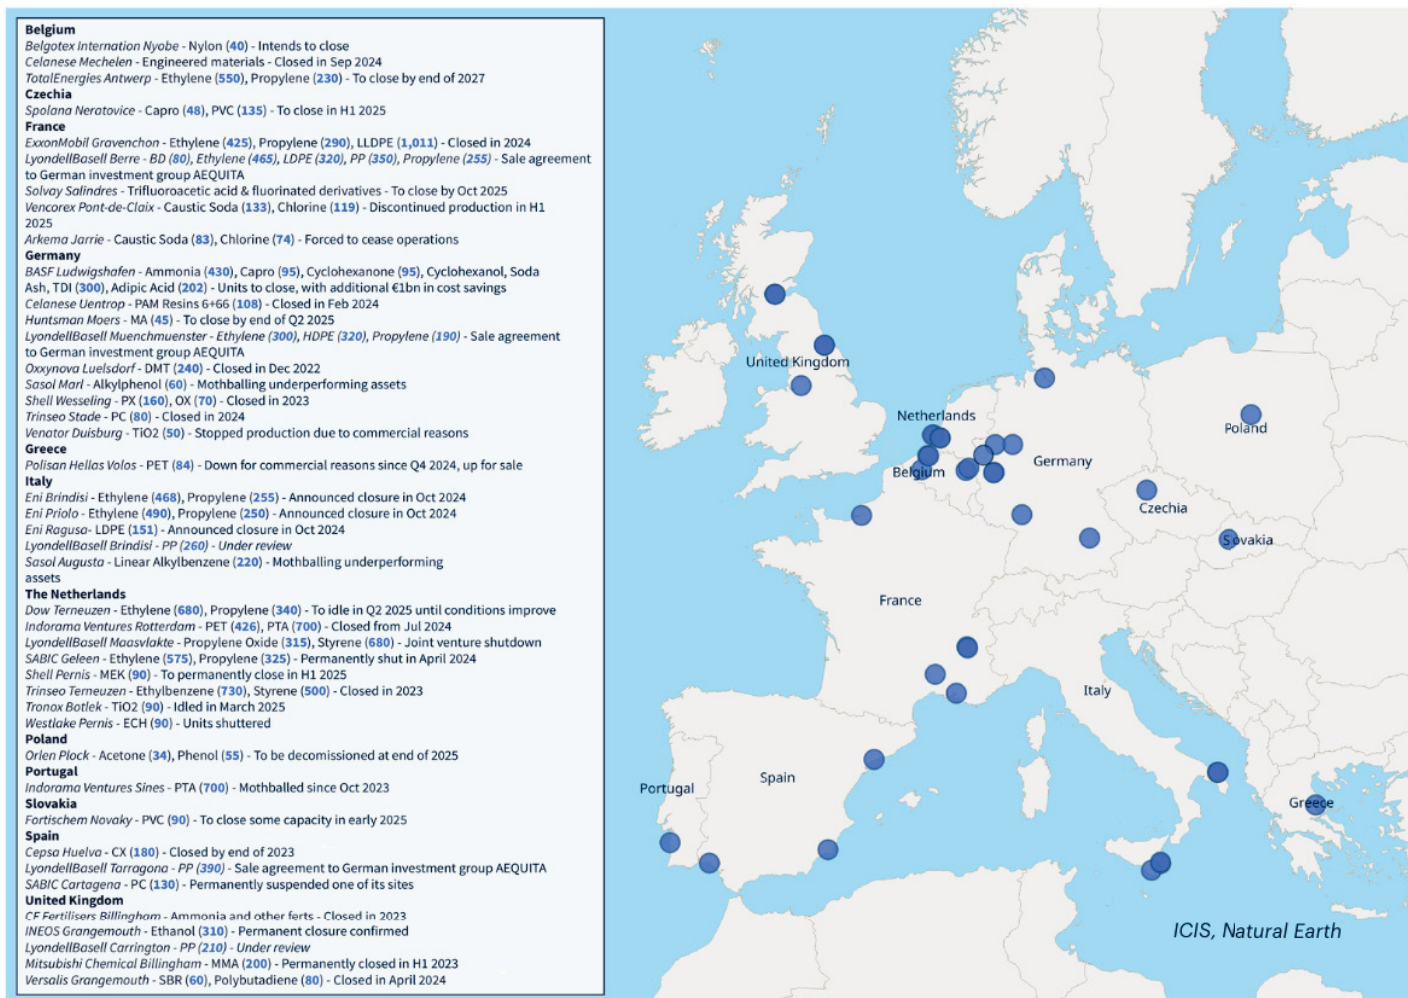 Belgium
Belgotex Internation Nyobe - Nylon (40) - Intends to close
Celanese Mechelen - Engineered materials - Closed in Sep 2024
TotalEnergies Antwerp - Ethylene (550), Propylene (230) - To close by end of 2027
Czechia
Spolana Neratovice - Capro (48), PVC (135) - To close in H1 2025
France
ExxonMobil Gravenchon - Ethylene (425), Propylene (290), LLDPE (1,011) - Closed in 2024
LyondellBasell Berre - BD (80), Ethylene (465), LDPE (320), PP (350), Propylene (255) - Sale agreement
to German investment group AEQUITA
Solvay Salindres - Trifluoroacetic acid & fluorinated derivatives - To close by Oct 2025
Vencorex Pont-de-Claix - Caustic Soda (133), Chlorine (119) - Discontinued production in H1
2025
Arkema Jarrie - Caustic Soda (83), Chlorine (74) - Forced to cease operations
Germany
BASF Ludwigshafen - Ammonia (430), Capro (95), Cyclohexanone (95), Cyclohexanol, Soda
Ash, TDI (300), Adipic Acid (202) - Units to close, with additional €1bn in cost savings
Celanese Uentrop - PAM Resins 6+66 (108) - Closed in Feb 2024
Huntsman Moers - MA (45) - To close by end of Q2 2025
LyondellBasell Muenchmuenster - Ethylene (300), HDPE (320), Propylene (190) - Sale agreement
to German investment group AEQUITA
Oxxynova Luelsdorf - DMT (240) - Closed in Dec 2022
Sasol Marl - Alkylphenol (60) - Mothballing underperforming assets
Shell Wesseling - PX (160), OX (70) - Closed in 2023
Trinseo Stade - PC (80) - Closed in 2024
Venator Duisburg - TiO2 (50) - Stopped production due to commercial reasons
Greece
Polisan Hellas Volos - PET (84) - Down for commercial reasons since Q4 2024, up for sale
Italy
Eni Brindisi - Ethylene (468), Propylene (255) - Announced closure in Oct 2024
Eni Priolo - Ethylene (490), Propylene (250) - Announced closure in Oct 2024
Eni Ragusa- LDPE (151) - Announced closure in Oct 2024
LyondellBasell Brindisi - PP (260) - Under review
Sasol Augusta - Linear Alkylbenzene (220) - Mothballing underperforming
assets
The Netherlands
Dow Terneuzen - Ethylene (680), Propylene (340) - To idle in Q2 2025 until conditions improve
Indorama Ventures Rotterdam - PET (426), PTA (700) - Closed from Jul 2024
LyondellBasell Maasvlakte - Propylene Oxide (315), Styrene (680) - Joint venture shutdown
SABIC Geleen - Ethylene (575), Propylene (325) - Permanently shut in April 2024
Shell Pernis - MEK (90) - To permanently close in H1 2025
Trinseo Terneuzen - Ethylbenzene (730), Styrene (500) - Closed in 2023
Tronox Botlek - TiO2 (90) - Idled in March 2025
Westlake Pernis - ECH (90) - Units shuttered
Poland
Orlen Plock - Acetone (34), Phenol (55) - To be decomissioned at end of 2025
Portugal
Indorama Ventures Sines - PTA (700) - Mothballed since Oct 2023
Slovakia
Fortischem Novaky - PVC (90) - To close some capacity in early 2025
Spain
Cepsa Huelva - CX (180) - Closed by end of 2023
LyondellBasell Tarragona - PP (390) - Sale agreement to German investment group AEQUITA
SABIC Cartagena - PC (130) - Permanently suspended one of its sites
United Kingdom
CF Fertilisers Billingham - Ammonia and other ferts - Closed in 2023
INEOS Grangemouth - Ethanol (310) - Permanent closure confirmed
LyondellBasell Carrington - PP (210) - Under review
Mitsubishi Chemical Billingham - MMA (200) - Permanently closed in H1 2023
Versalis Grangemouth - SBR (60), Polybutadiene (80) - Closed in April 2024
United Kingdom
Netherlands
Poland
Belgium
Germany
Czechia
Slovakia
France
Italy
Spain
Portugal
Greece
ICIS, Natural Earth